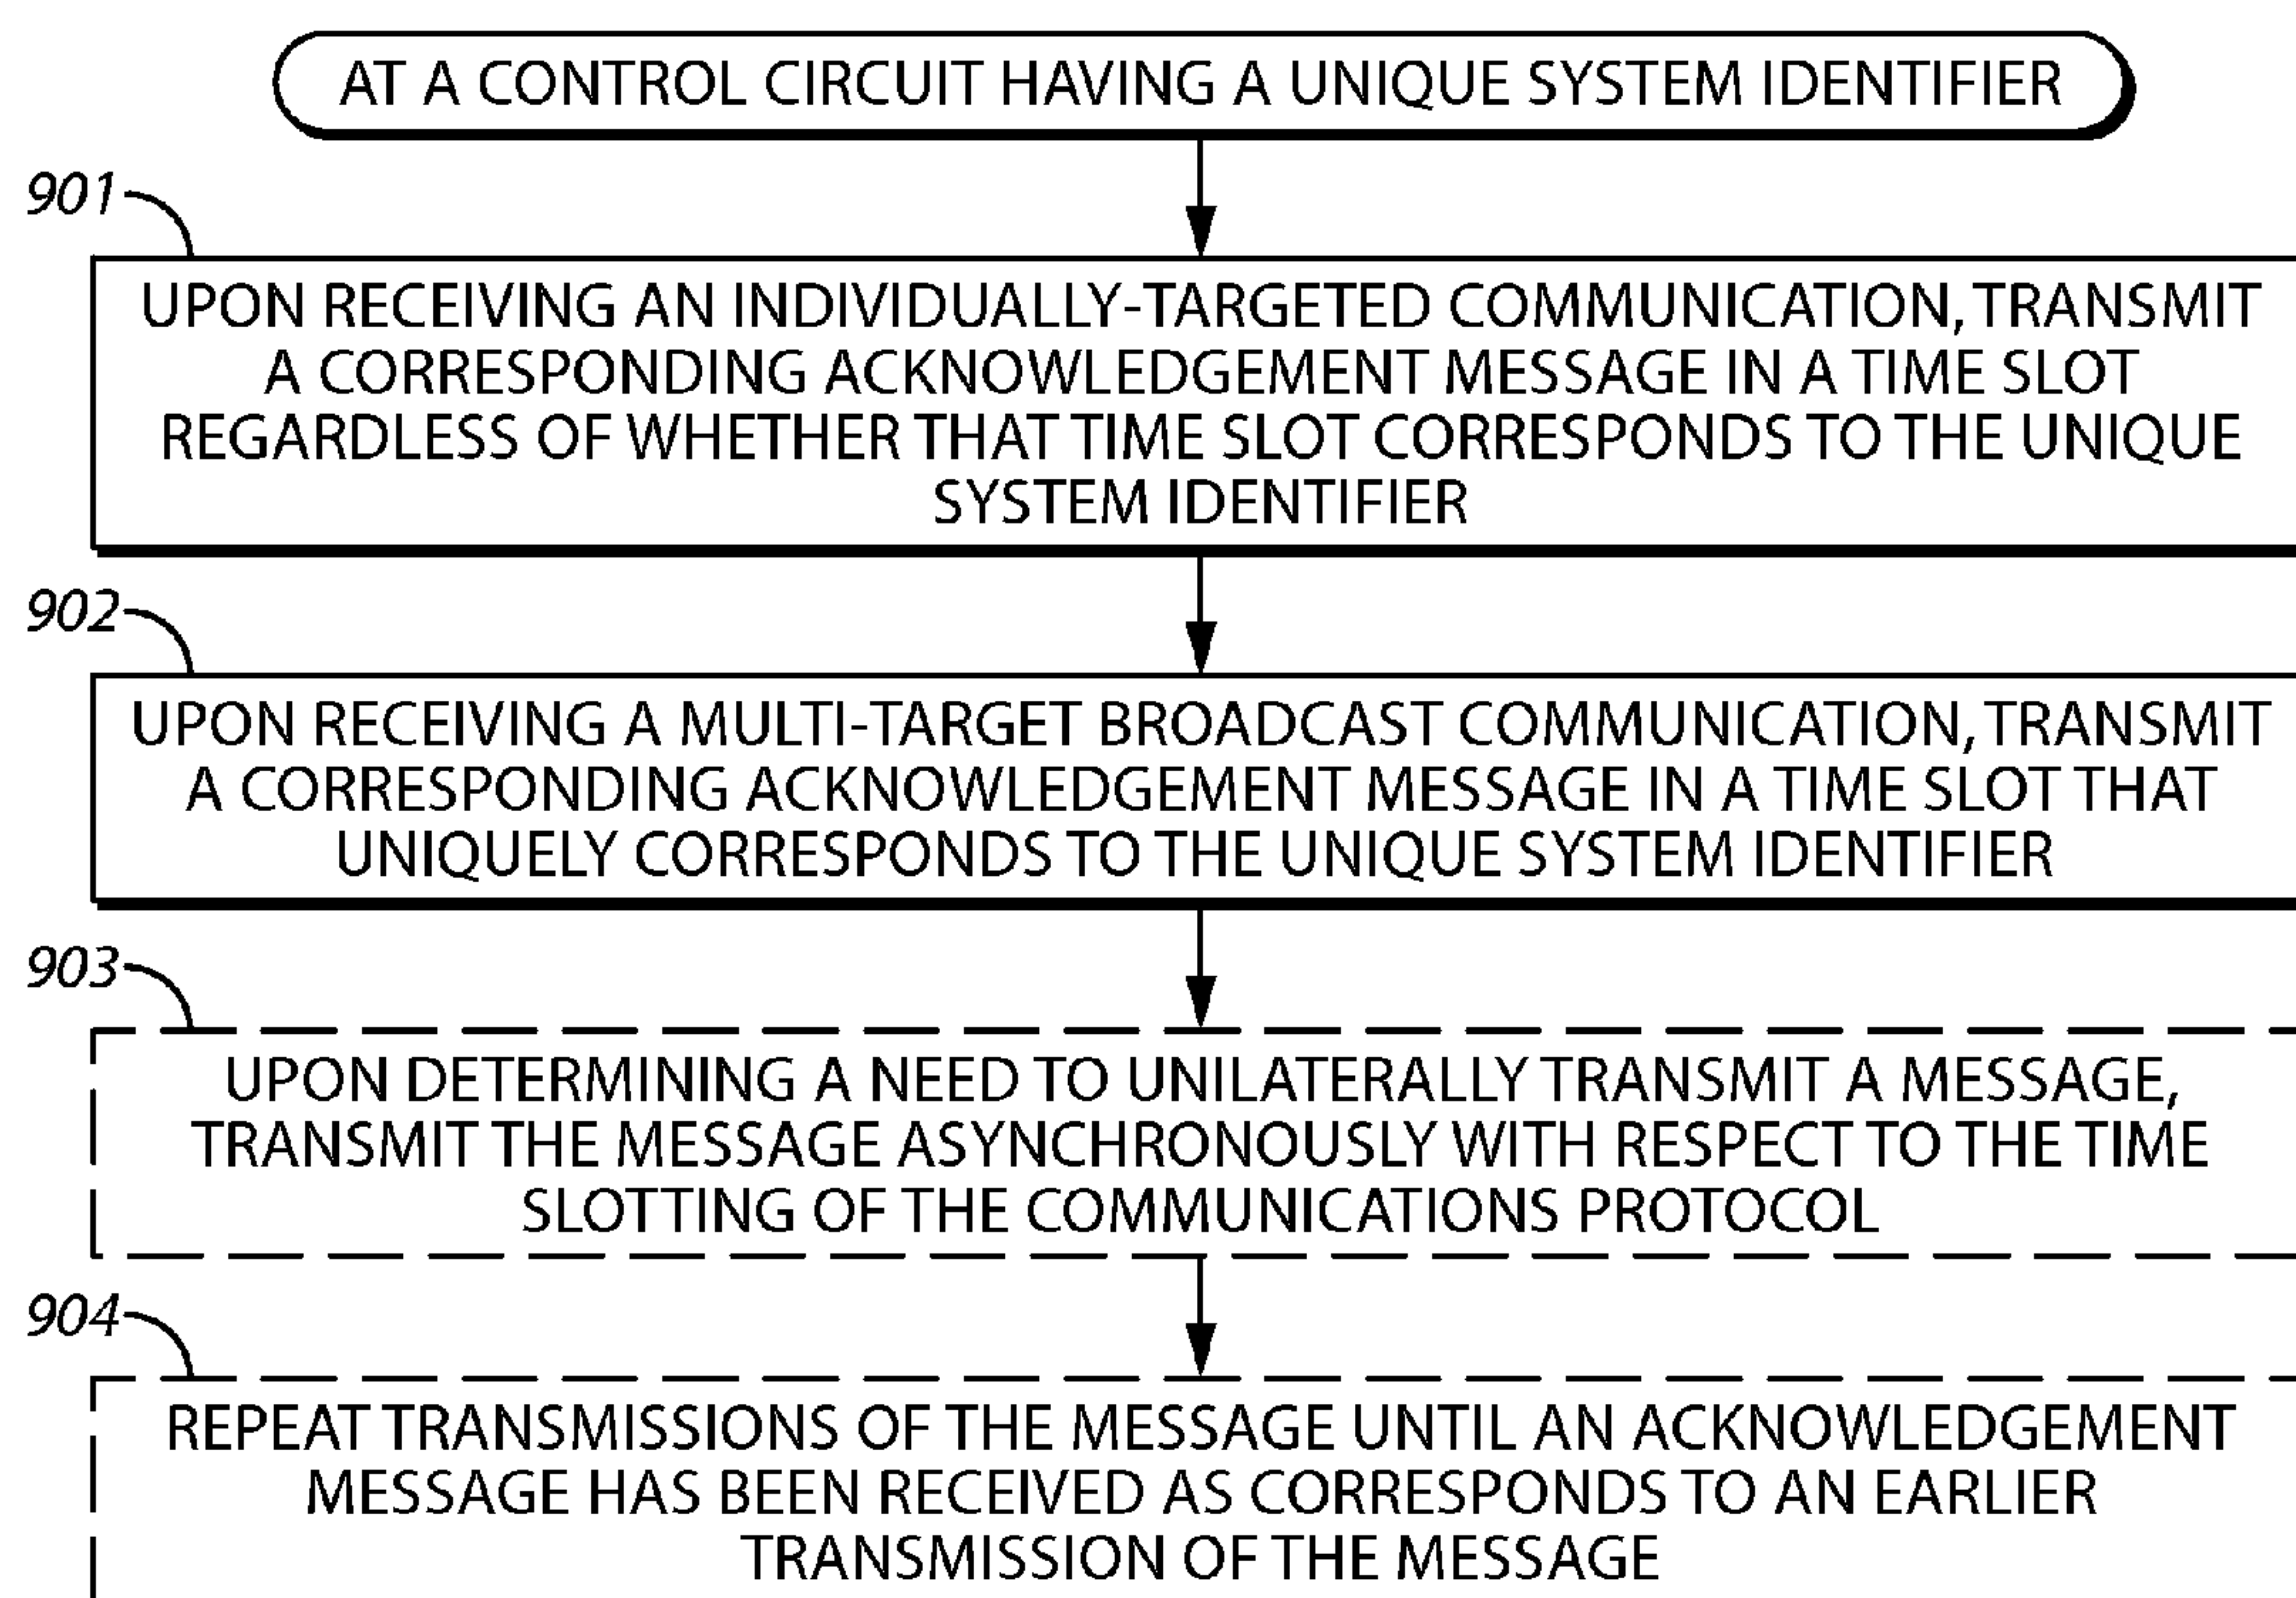 AT A CONTROL CIRCUIT HAVING A UNIQUE SYSTEM IDENTIFIER
901
UPON RECEIVING AN INDIVIDUALLY-TARGETED COMMUNICATION, TRANSMIT
A CORRESPONDING ACKNOWLEDGEMENT MESSAGE IN A TIME SLOT
REGARDLESS OF WHETHER THAT TIME SLOT CORRESPONDS TO THE UNIQUE
SYSTEM IDENTIFIER
902
UPON RECEIVING A MULTI-TARGET BROADCAST COMMUNICATION, TRANSMIT
A CORRESPONDING ACKNOWLEDGEMENT MESSAGE IN A TIME SLOT THAT
UNIQUELY CORRESPONDS TO THE UNIQUE SYSTEM IDENTIFIER
903
UPON DETERMINING A NEED TO UNILATERALLY TRANSMIT A MESSAGE,
TRANSMIT THE MESSAGE ASYNCHRONOUSLY WITH RESPECT TO THE TIME
SLOTTING OF THE COMMUNICATIONS PROTOCOL
904
REPEAT TRANSMISSIONS OF THE MESSAGE UNTIL AN ACKNOWLEDGEMENT
MESSAGE HAS BEEN RECEIVED AS CORRESPONDS TO AN EARLIER
TRANSMISSION OF THE MESSAGE